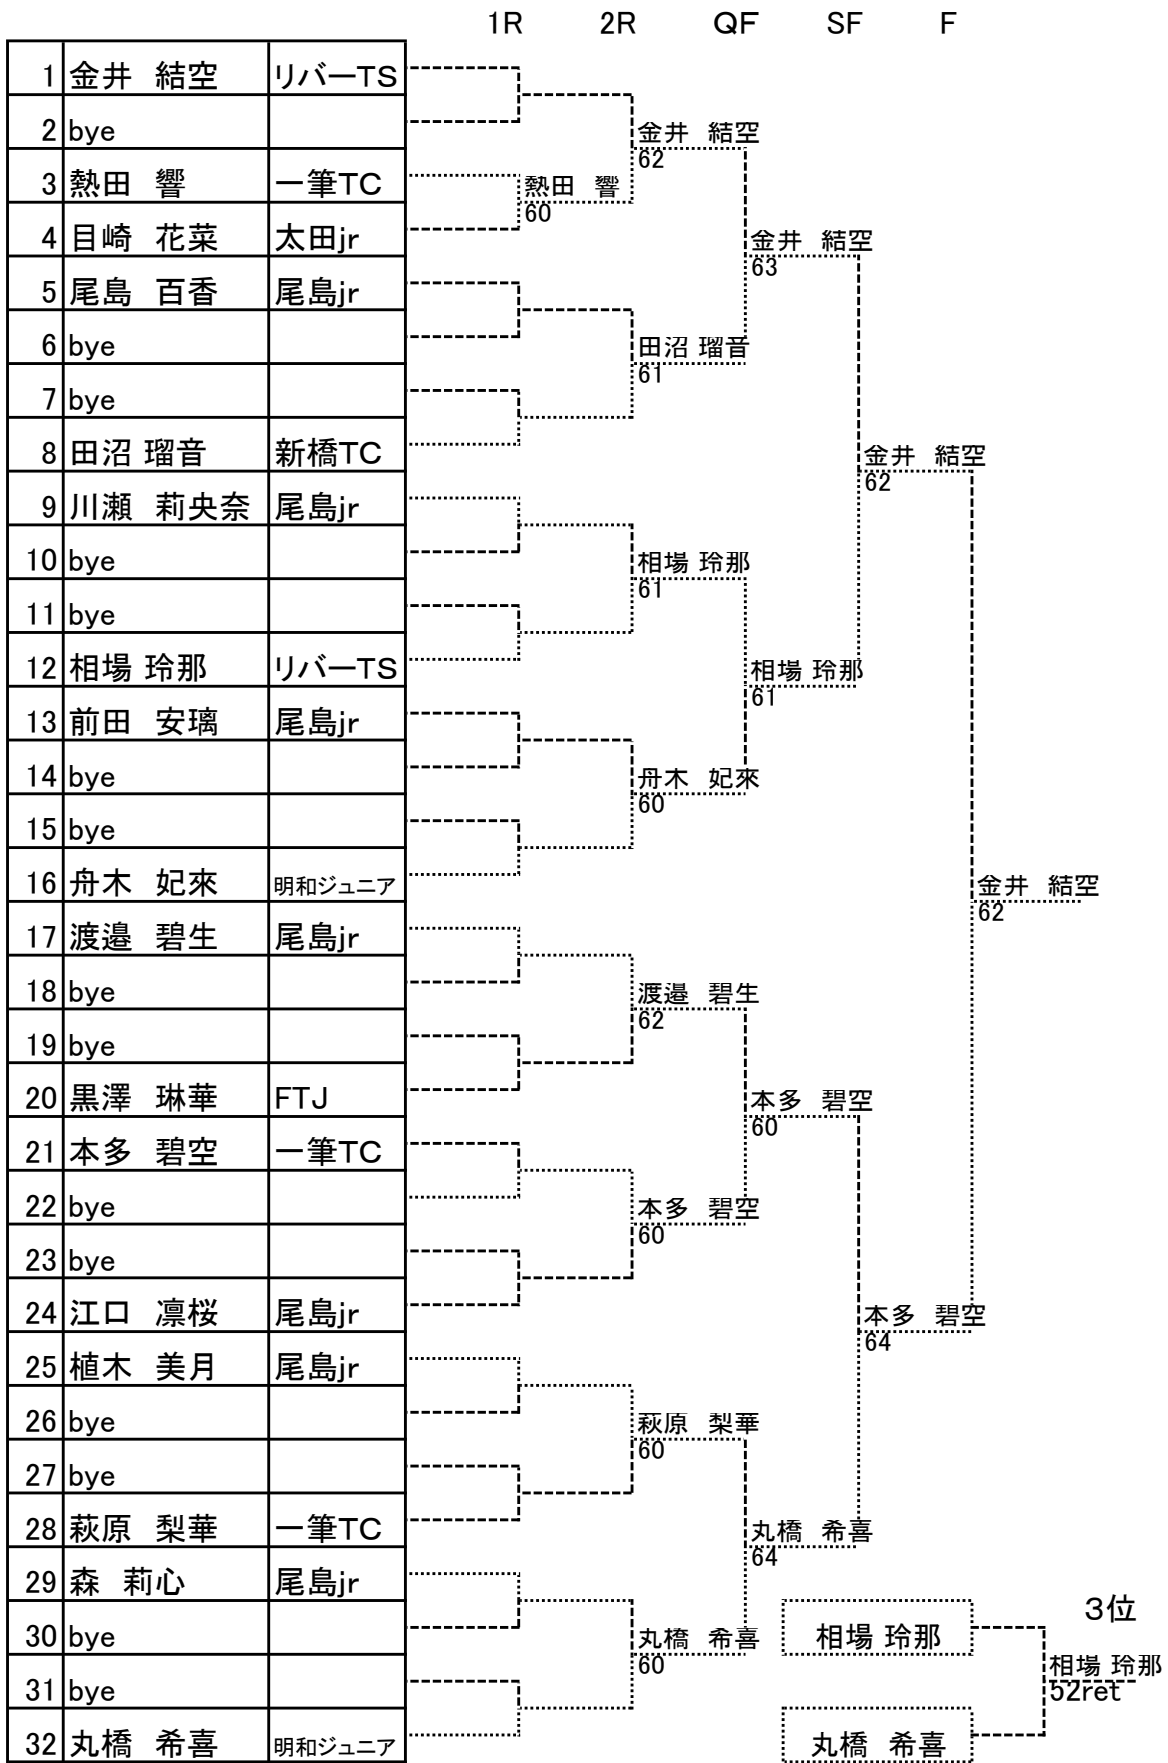 1R 2R QF SF F
1 金井 結空 リバーTS
2 bye
金井 結空
62
3 熱田 響 一筆TC
熱田 響
60
4 目崎 花菜 太田jr
金井 結空
63
5 尾島 百香 尾島jr
6 bye
田沼 瑠音
61
7 bye
8 田沼 瑠音 新橋TC
金井 結空
62
9 川瀬 莉央奈 尾島jr
10 bye
相場 玲那
61
11 bye
12 相場 玲那 リバーTS
相場 玲那
61
13 前田 安璃 尾島jr
14 bye
舟木 妃來
60
15 bye
16 舟木 妃來 明和ジュニア
金井 結空
62
17 渡邉 碧生 尾島jr
18 bye
渡邉 碧生
62
19 bye
20 黒澤 琳華 FTJ
本多 碧空
60
21 本多 碧空 一筆TC
22 bye
本多 碧空
60
23 bye
24 江口 凛桜 尾島jr
本多 碧空
64
25 植木 美月 尾島jr
26 bye
萩原 梨華
60
27 bye
28 萩原 梨華 一筆TC
丸橋 希喜
64
29 森 莉心 尾島jr
3位
30 bye
丸橋 希喜
60
相場 玲那
相場 玲那
52ret
31 bye
32 丸橋 希喜 明和ジュニア
丸橋 希喜